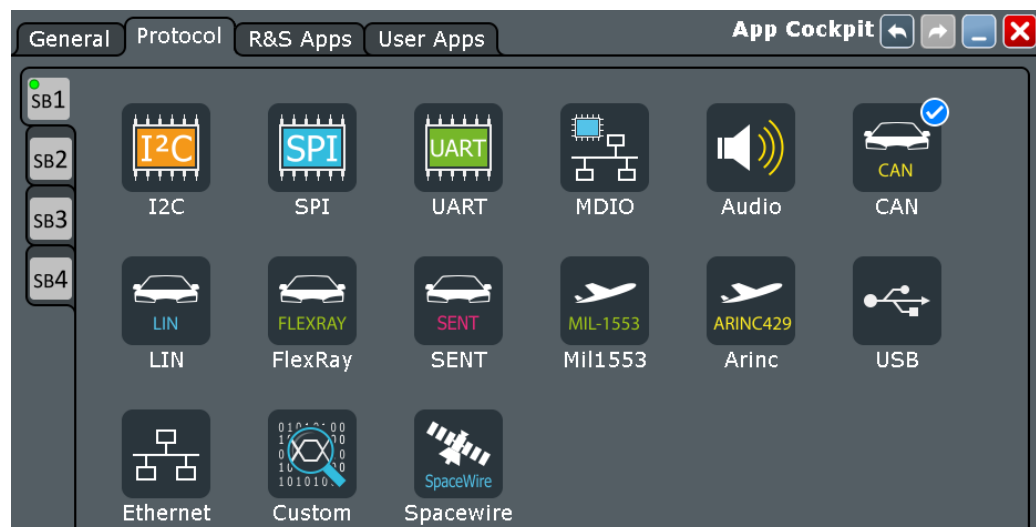 General Protocol R&S Apps User Apps App Cockpit
SB1
SB2
SB3
SB4
I²C SPI UART CAN
I2C SPI UART MDIO Audio CAN
LIN FLEXRAY SENT MIL-1553 ARINC429
LIN FlexRay SENT Mil1553 Arinc USB
SpaceWire
Ethernet Custom Spacewire